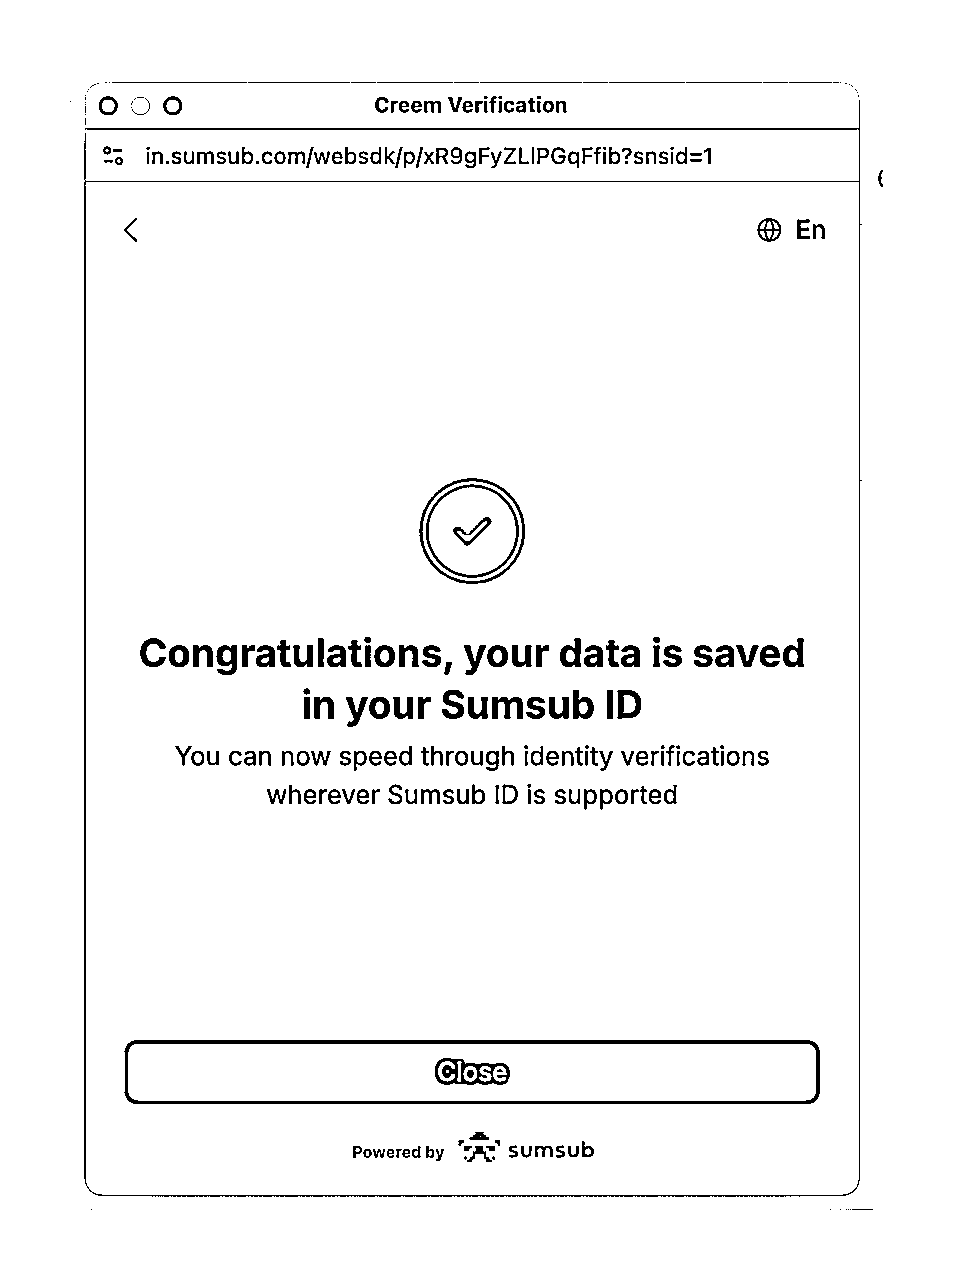 Creem Verification
in.sumsub.com/websdk/p/xR9gFyZLlPGqFfib?snsid=1
En
Congratulations, your data is saved
in your Sumsub ID
You can now speed through identity verifications
wherever Sumsub ID is supported
Close
Powered by sumsub